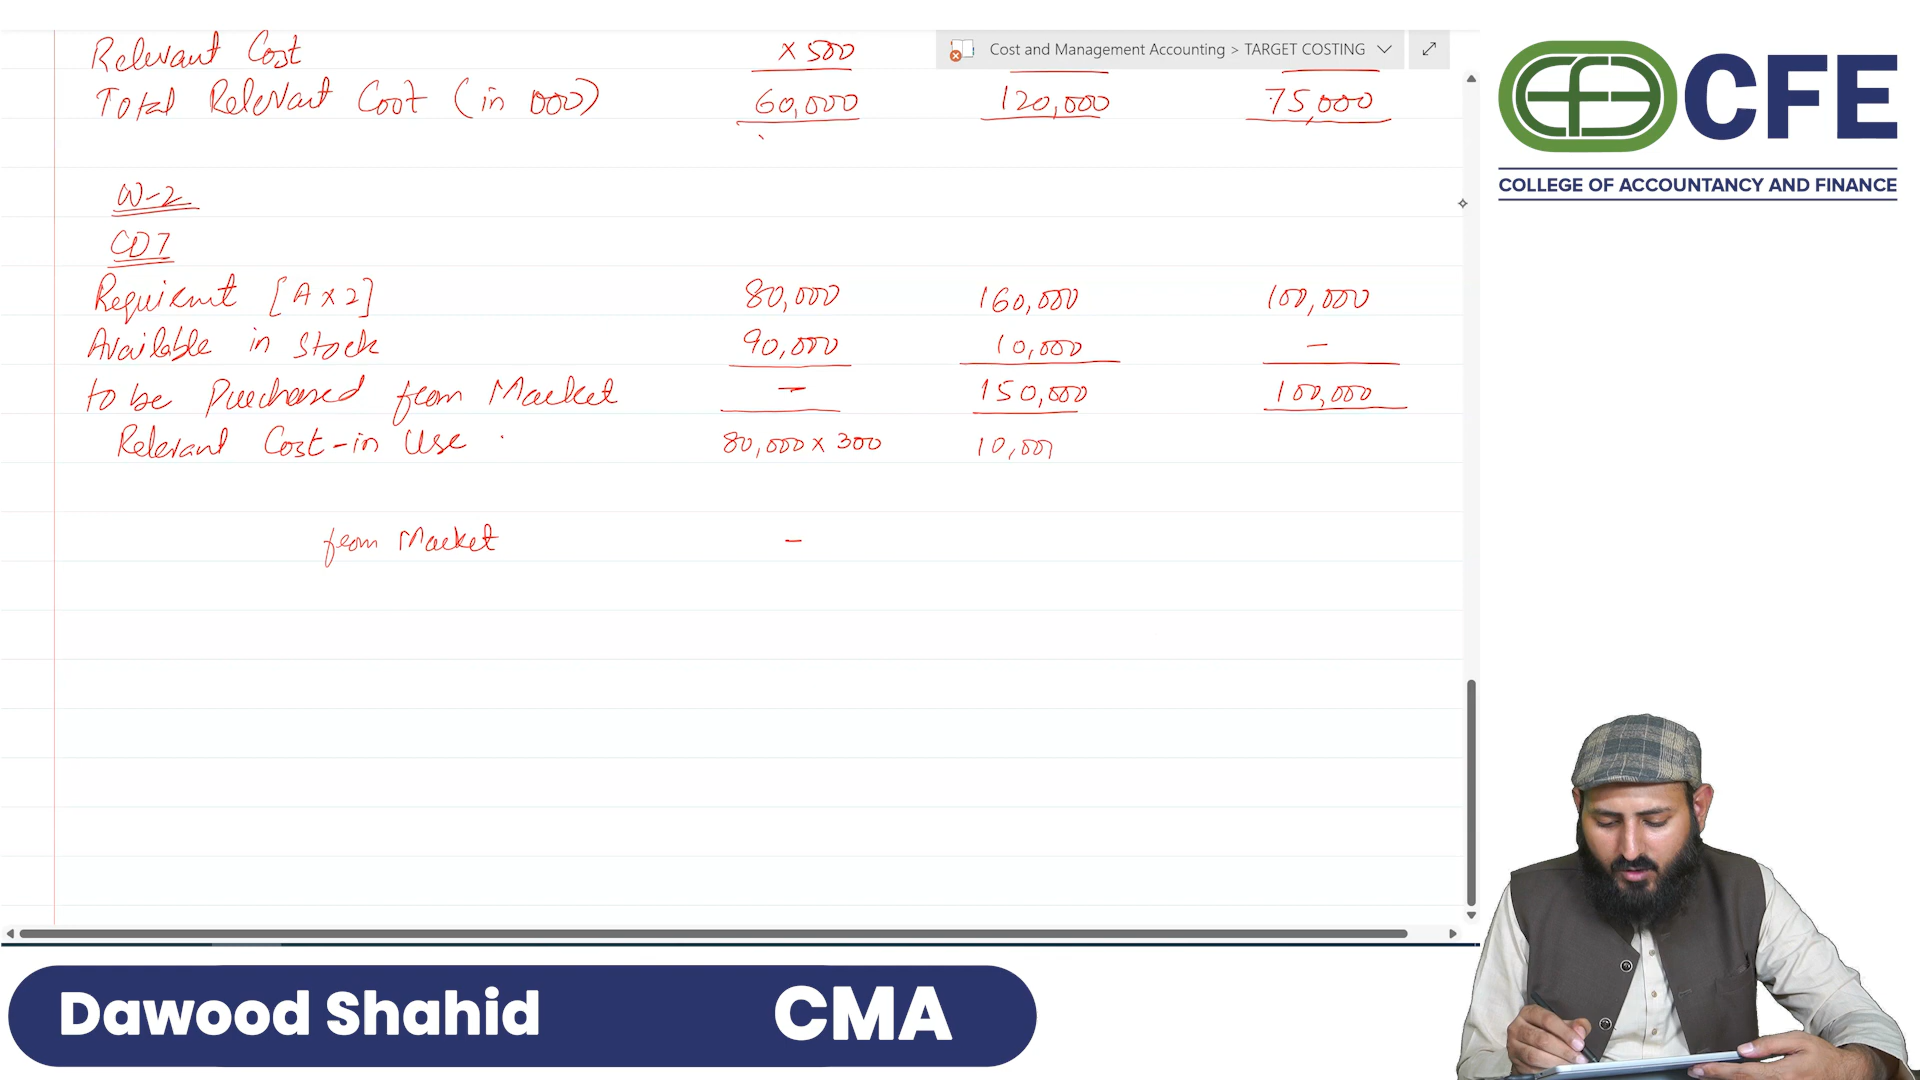 Relevant Cost × 500
Cost and Management Accounting > TARGET COSTING
Total Relevant Cost (in 000) 60,000 120,000 75,000
W-2
CD7
Requirement [A × 2] 80,000 160,000 100,000
Available in Stock 90,000 10,000 -
to be Purchased from Market - 150,000 100,000
Relevant Cost - in Use 80,000 × 300 10,000
from Market -
CFE
COLLEGE OF ACCOUNTANCY AND FINANCE
Dawood Shahid CMA